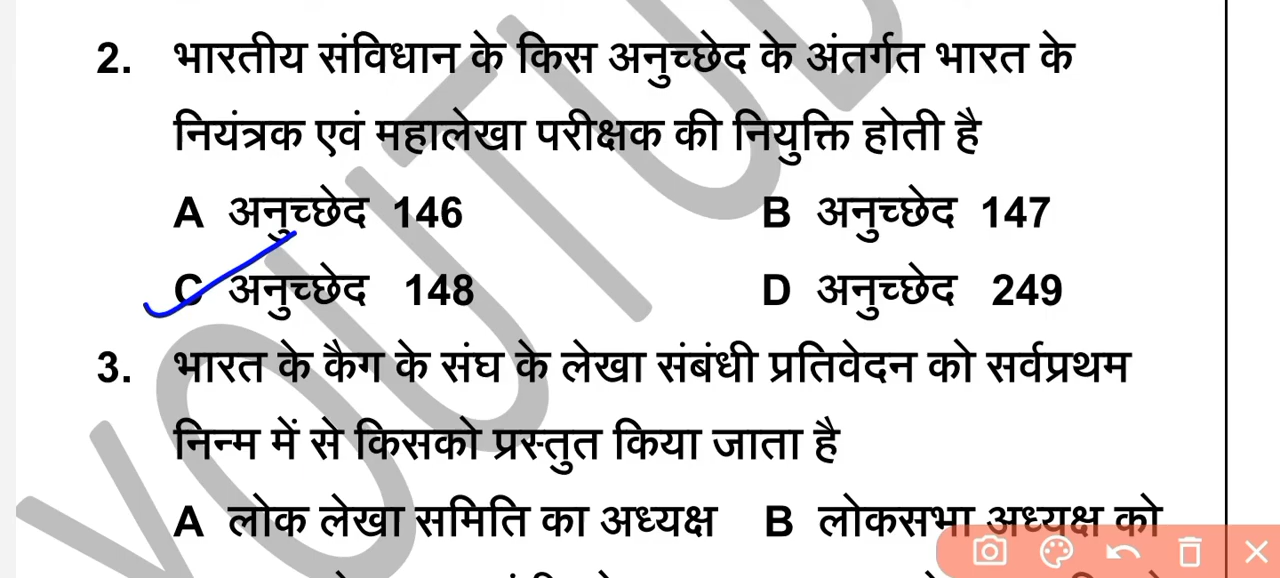 2. भारतीय संविधान के किस अनुच्छेद के अंतर्गत भारत के
नियंत्रक एवं महालेखा परीक्षक की नियुक्ति होती है
A अनुच्छेद 146 B अनुच्छेद 147
C अनुच्छेद 148 D अनुच्छेद 249
3. भारत के कैग के संघ के लेखा संबंधी प्रतिवेदन को सर्वप्रथम
निन्म में से किसको प्रस्तुत किया जाता है
A लोक लेखा समिति का अध्यक्ष B लोकसभा अध्यक्ष को